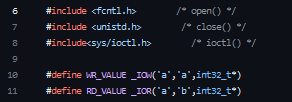 6 #include <fcntl.h> /* open() */
7 #include <unistd.h> /* close() */
8 #include<sys/ioctl.h> /* ioctl() */
9
10 #define WR_VALUE _IOW('a','a',int32_t*)
11 #define RD_VALUE _IOR('a','b',int32_t*)